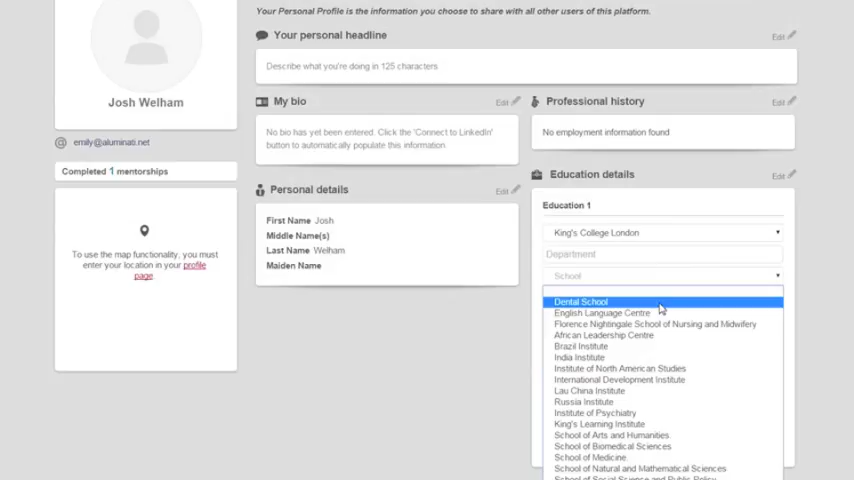 Your Personal Profile is the information you choose to share with all other users of this platform.
Your personal headline
Edit
Describe what you're doing in 125 characters
Josh Welham
emily@aluminati.net
Completed 1 mentorships
To use the map functionality, you must
enter your location in your profile
page.
My bio
Edit
No bio has yet been entered. Click the 'Connect to LinkedIn'
button to automatically populate this information
Personal details
Edit
First Name Josh
Middle Name(s)
Last Name Welham
Maiden Name
Professional history
Edit
No employment information found
Education details
Edit
Education 1
King's College London
Department
School
Dental School
English Language Centre
Florence Nightingale School of Nursing and Midwifery
African Leadership Centre
Brazil Institute
India Institute
Institute of North American Studies
International Development Institute
Lau China Institute
Russia Institute
Institute of Psychiatry
King's Learning Institute
School of Arts and Humanities
School of Biomedical Sciences
School of Medicine
School of Natural and Mathematical Sciences
School of Social Science and Public Policy